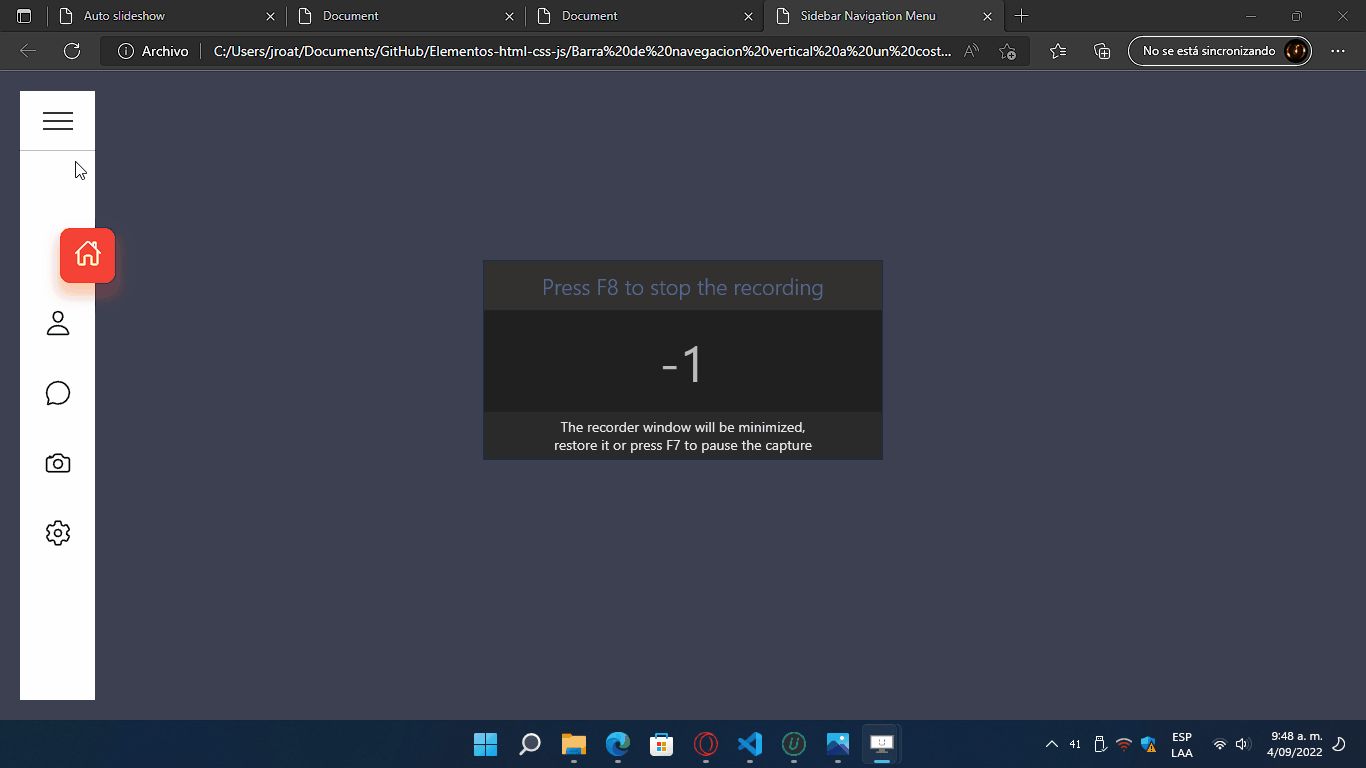 Auto slideshow
Document
Document
Sidebar Navigation Menu
Archivo
C:/Users/jroat/Documents/GitHub/Elementos-html-css-js/Barra%20de%20navegacion%20vertical%20a%20un%20cost...
No se está sincronizando
Press F8 to stop the recording
-1
The recorder window will be minimized,
restore it or press F7 to pause the capture
41
ESP
LAA
9:48 a. m.
4/09/2022